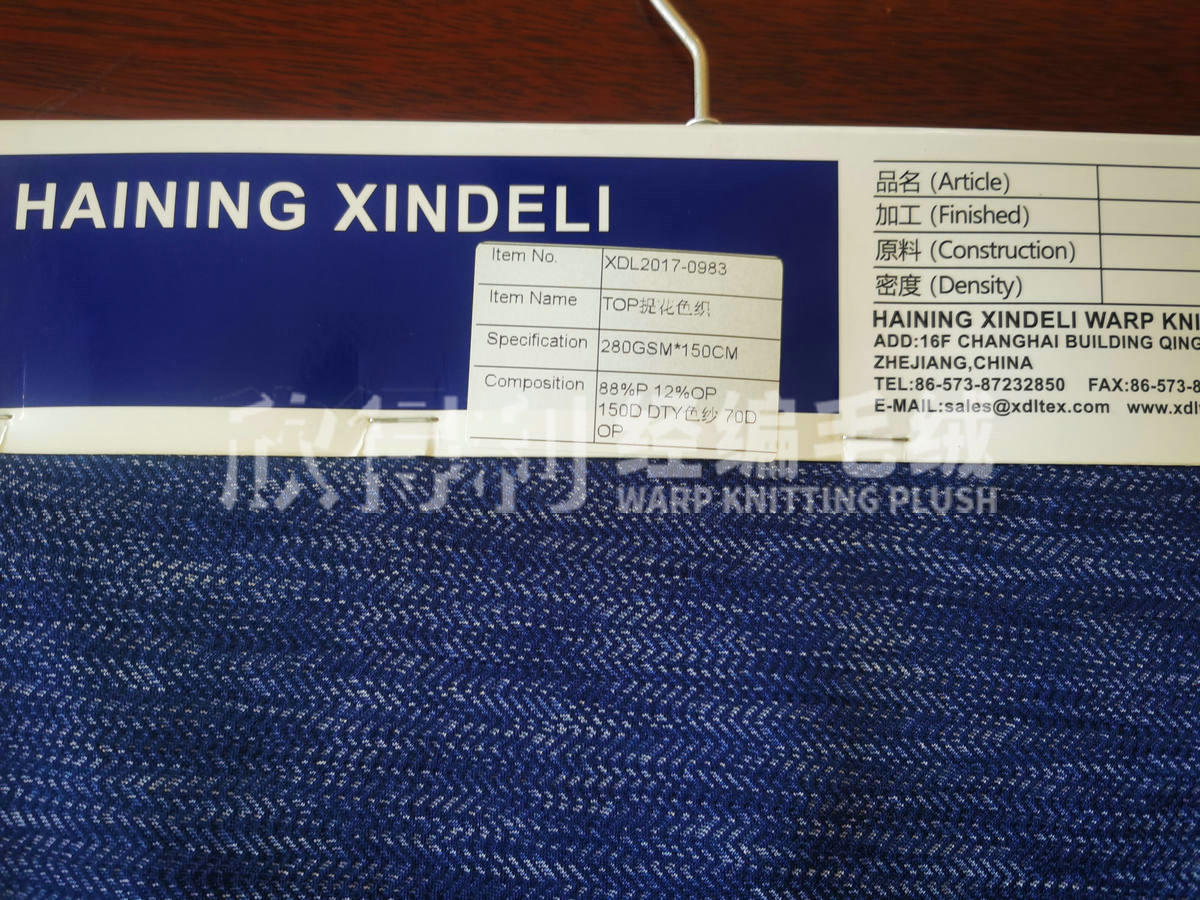 HAINING XINDELI
Item No. XDL2017-0983
Item Name TOP提花色织
Specification 280GSM*150CM
Composition 88%P 12%OP
150D DTY色纱 70D
OP
品名 (Article)
加工 (Finished)
原料 (Construction)
密度 (Density)
HAINING XINDELI WARP KNI
ADD:16F CHANGHAI BUILDING QING
ZHEJIANG,CHINA
TEL:86-573-87232850 FAX:86-573-8
E-MAIL:sales@xdltex.com www.xdlt
欣得利 经编毛绒
WARP KNITTING PLUSH